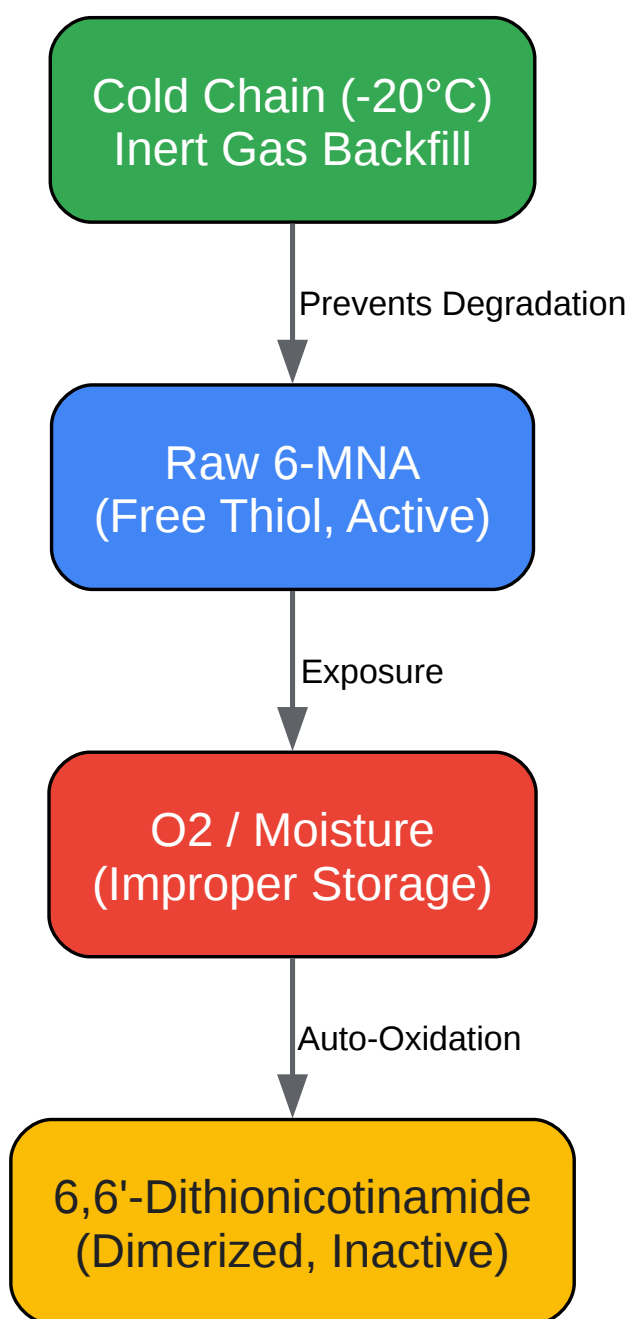 Cold Chain (-20°C)
Inert Gas Backfill
Prevents Degradation
Raw 6-MNA
(Free Thiol, Active)
Exposure
O2 / Moisture
(Improper Storage)
Auto-Oxidation
6,6'-Dithionicotinamide
(Dimerized, Inactive)